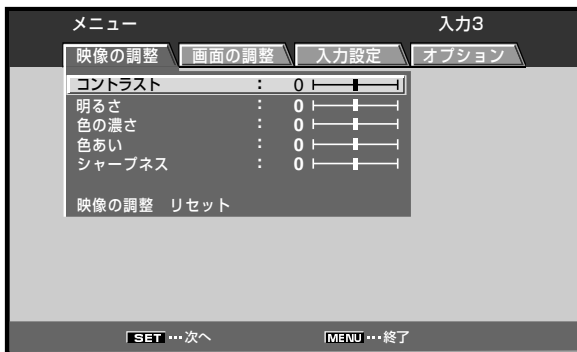 メニュー 入力3
映像の調整 画面の調整 入力設定 オプション
コントラスト : 0
明るさ : 0
色の濃さ : 0
色あい : 0
シャープネス : 0
映像の調整 リセット
SET…次へ MENU…終了